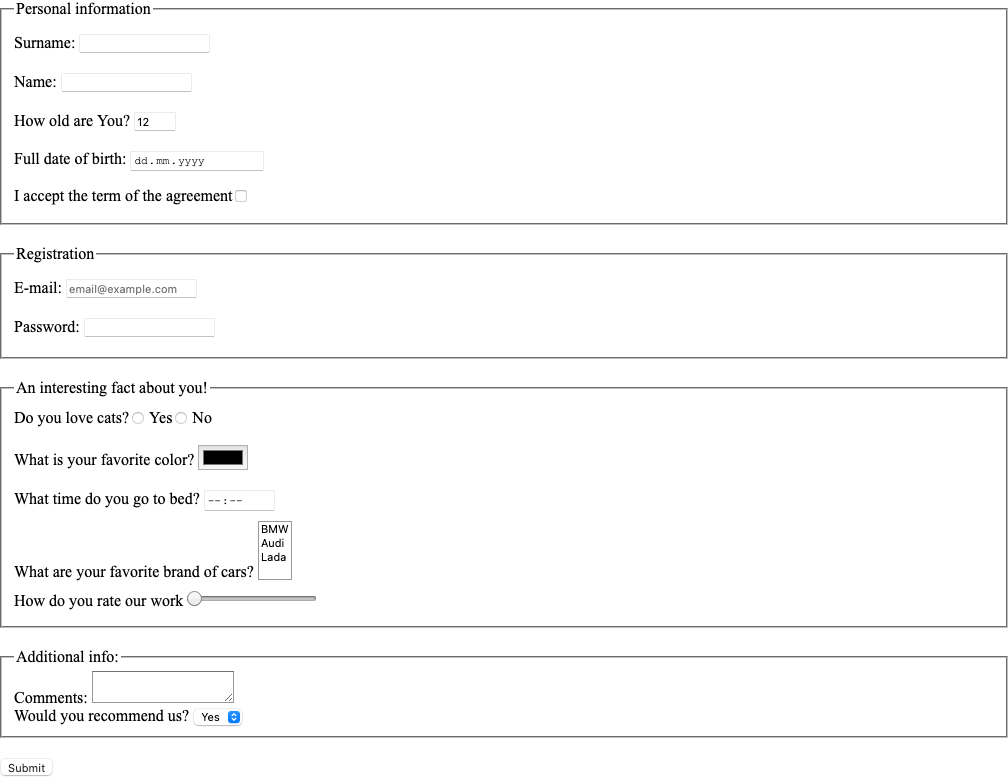 Personal information
Surname:
Name:
How old are You? 12
Full date of birth: dd.mm.yyyy
I accept the term of the agreement
Registration
E-mail: email@example.com
Password:
An interesting fact about you!
Do you love cats? Yes No
What is your favorite color?
What time do you go to bed? --:--
BMW
Audi
Lada
What are your favorite brand of cars?
How do you rate our work
Additional info:
Comments:
Would you recommend us? Yes
Submit